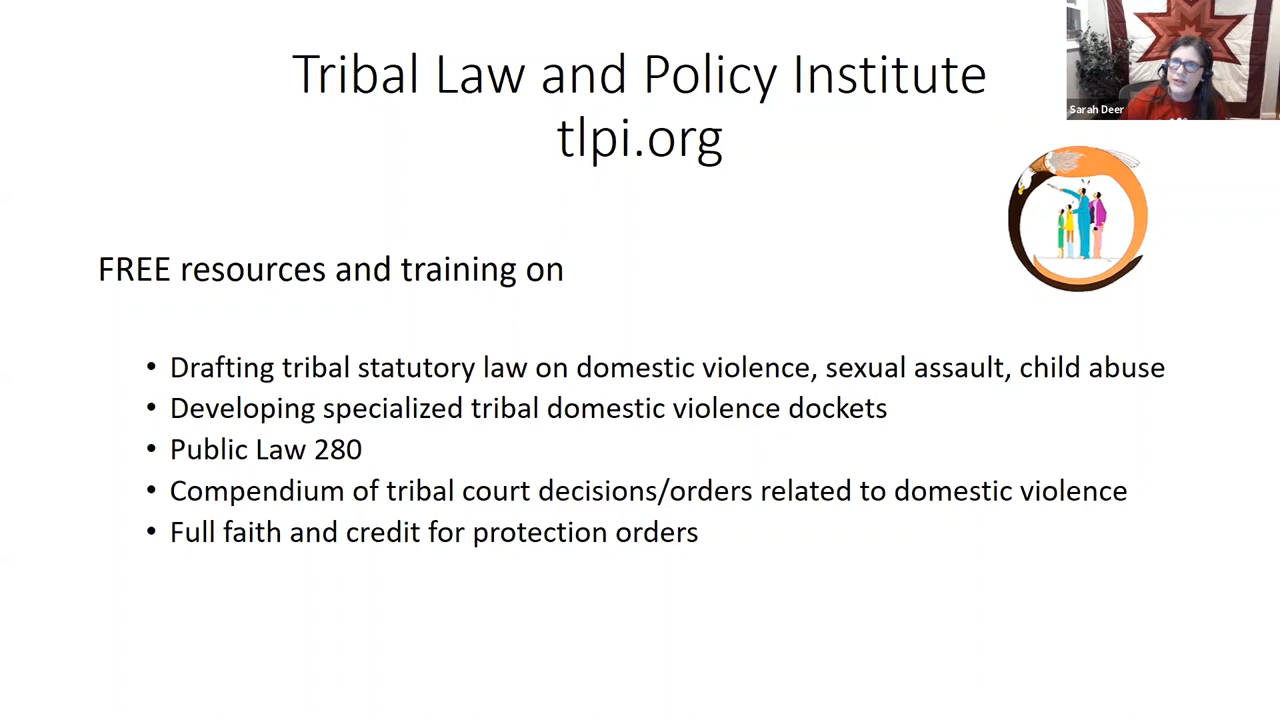 Tribal Law and Policy Institute
tlpi.org
Sarah Deer
FREE resources and training on
• Drafting tribal statutory law on domestic violence, sexual assault, child abuse
• Developing specialized tribal domestic violence dockets
• Public Law 280
• Compendium of tribal court decisions/orders related to domestic violence
• Full faith and credit for protection orders